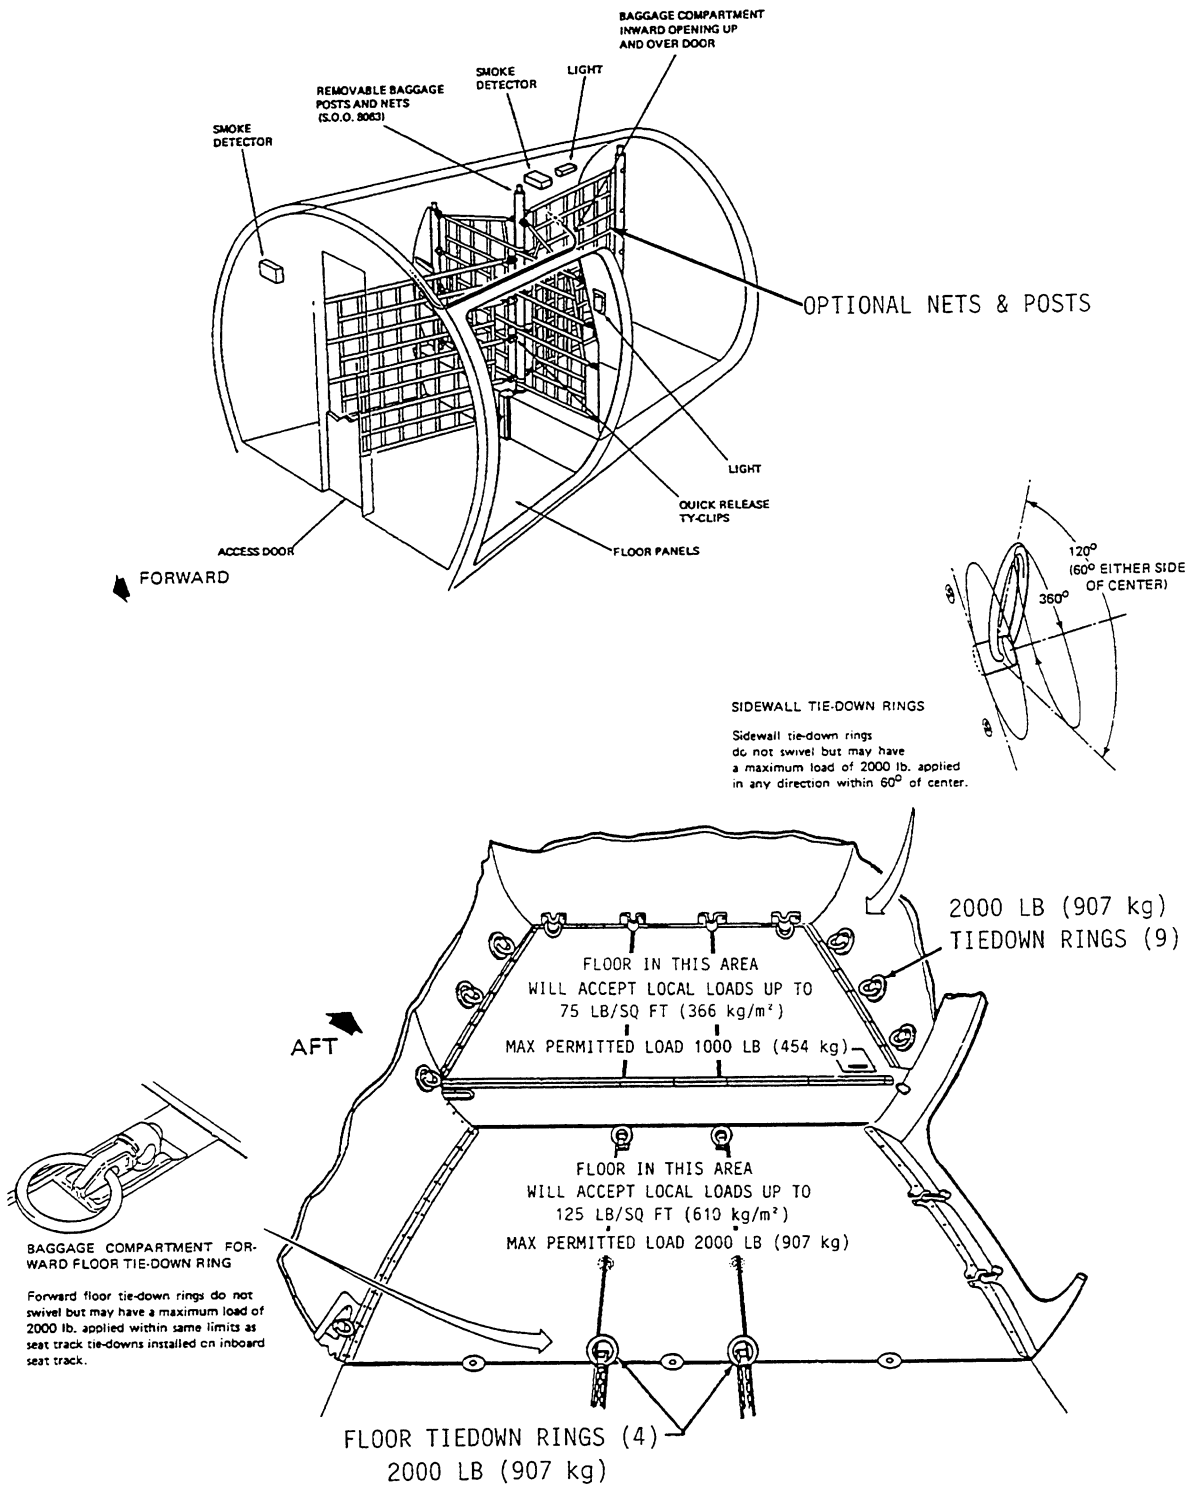 BAGGAGE COMPARTMENT
INWARD OPENING UP
AND OVER DOOR
SMOKE
DETECTOR
LIGHT
REMOVABLE BAGGAGE
POSTS AND NETS
(S.O.O. 8063)
SMOKE
DETECTOR
OPTIONAL NETS & POSTS
LIGHT
QUICK RELEASE
TY-CLIPS
ACCESS DOOR
FLOOR PANELS
FORWARD
120°
(60° EITHER SIDE
OF CENTER)
360°
SIDEWALL TIE-DOWN RINGS
Sidewall tie-down rings
do not swivel but may have
a maximum load of 2000 lb. applied
in any direction within 60° of center.
2000 LB (907 kg)
TIEDOWN RINGS (9)
FLOOR IN THIS AREA
WILL ACCEPT LOCAL LOADS UP TO
75 LB/SQ FT (366 kg/m²)
MAX PERMITTED LOAD 1000 LB (454 kg)
AFT
FLOOR IN THIS AREA
WILL ACCEPT LOCAL LOADS UP TO
125 LB/SQ FT (610 kg/m²)
MAX PERMITTED LOAD 2000 LB (907 kg)
BAGGAGE COMPARTMENT FOR-
WARD FLOOR TIE-DOWN RING
Forward floor tie-down rings do not
swivel but may have a maximum load of
2000 lb. applied within same limits as
seat track tie-downs installed on inboard
seat track.
FLOOR TIEDOWN RINGS (4)
2000 LB (907 kg)